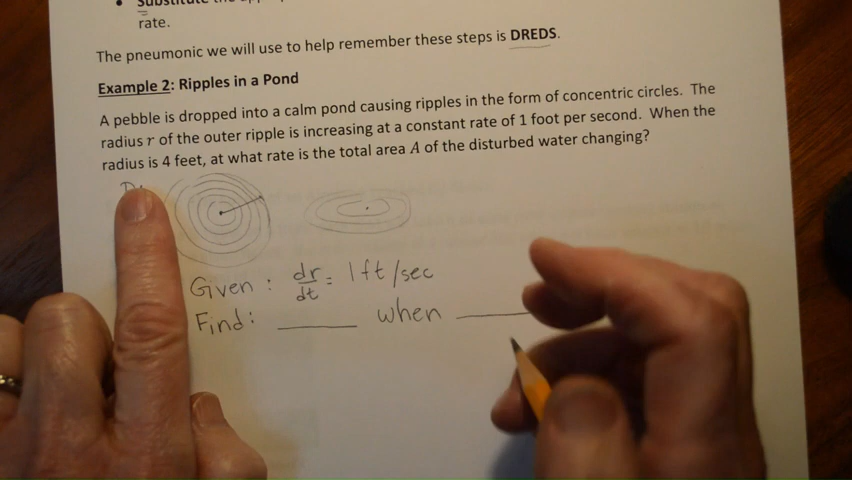 • Substitute the
rate.
The pneumonic we will use to help remember these steps is DREDS.
Example 2: Ripples in a Pond
A pebble is dropped into a calm pond causing ripples in the form of concentric circles. The
radius r of the outer ripple is increasing at a constant rate of 1 foot per second. When the
radius is 4 feet, at what rate is the total area A of the disturbed water changing?
Given : dr/dt = 1 ft/sec
Find: ______ when ______